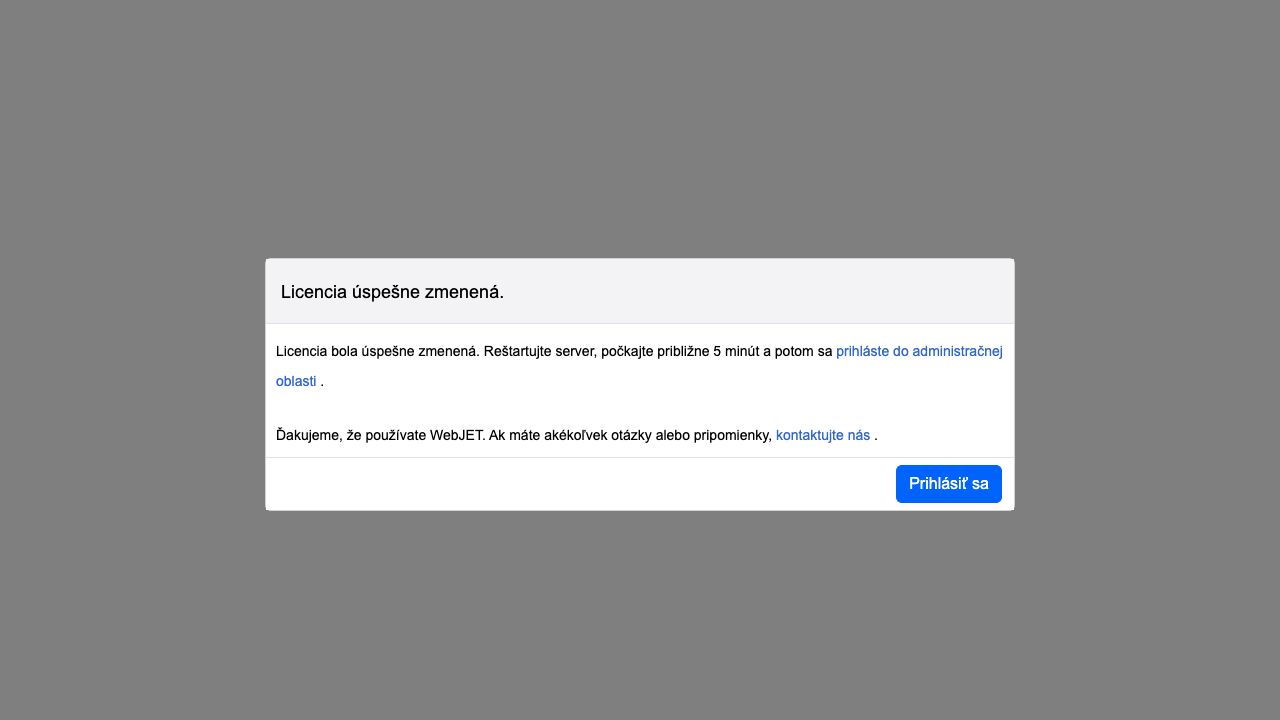 Licencia úspešne zmenená.
Licencia bola úspešne zmenená. Reštartujte server, počkajte približne 5 minút a potom sa prihláste do administračnej
oblasti .
Ďakujeme, že používate WebJET. Ak máte akékoľvek otázky alebo pripomienky, kontaktujte nás .
Prihlásiť sa